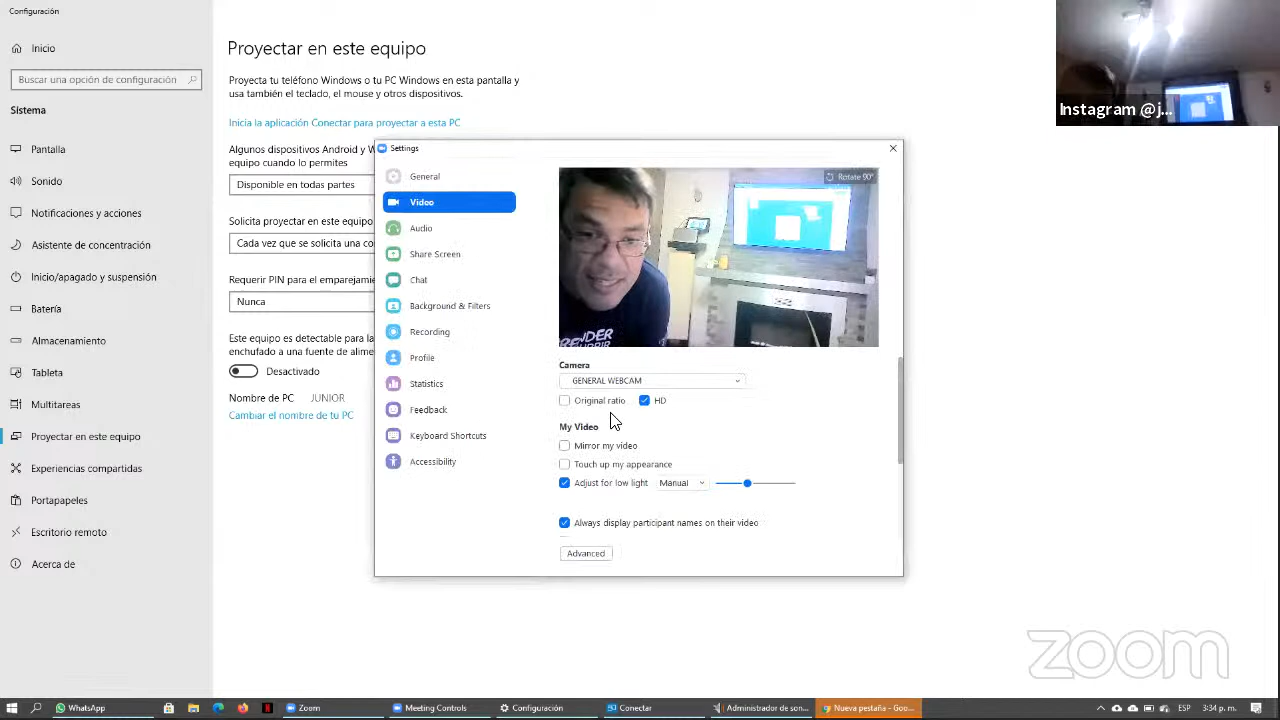 Configuración
Inicio
Buscar una opción de configuración
Sistema
Pantalla
Sonido
Notificaciones y acciones
Asistente de concentración
Inicio/apagado y suspensión
Batería
Almacenamiento
Tableta
Multitareas
Proyectar en este equipo
Experiencias compartidas
Portapapeles
Escritorio remoto
Acerca de
Proyectar en este equipo
Proyecta tu teléfono Windows o tu PC Windows en esta pantalla y
usa también el teclado, el mouse y otros dispositivos.
Inicia la aplicación Conectar para proyectar a esta PC
Algunos dispositivos Android y W
equipo cuando lo permites
Disponible en todas partes
Solicita proyectar en este equipo
Cada vez que se solicita una co
Requerir PIN para el emparejamie
Nunca
Este equipo es detectable para la
enchufado a una fuente de alime
Desactivado
Nombre de PC JUNIOR
Cambiar el nombre de tu PC
Settings
General
Video
Audio
Share Screen
Chat
Background & Filters
Recording
Profile
Statistics
Feedback
Keyboard Shortcuts
Accessibility
Rotate 90°
Camera
GENERAL WEBCAM
Original ratio HD
My Video
Mirror my video
Touch up my appearance
Adjust for low light Manual
Always display participant names on their video
Advanced
Instagram @j...
zoom
WhatsApp Zoom Meeting Controls Configuración Conectar Administrador de son... Nueva pestaña - Goo... ESP 3:34 p. m.